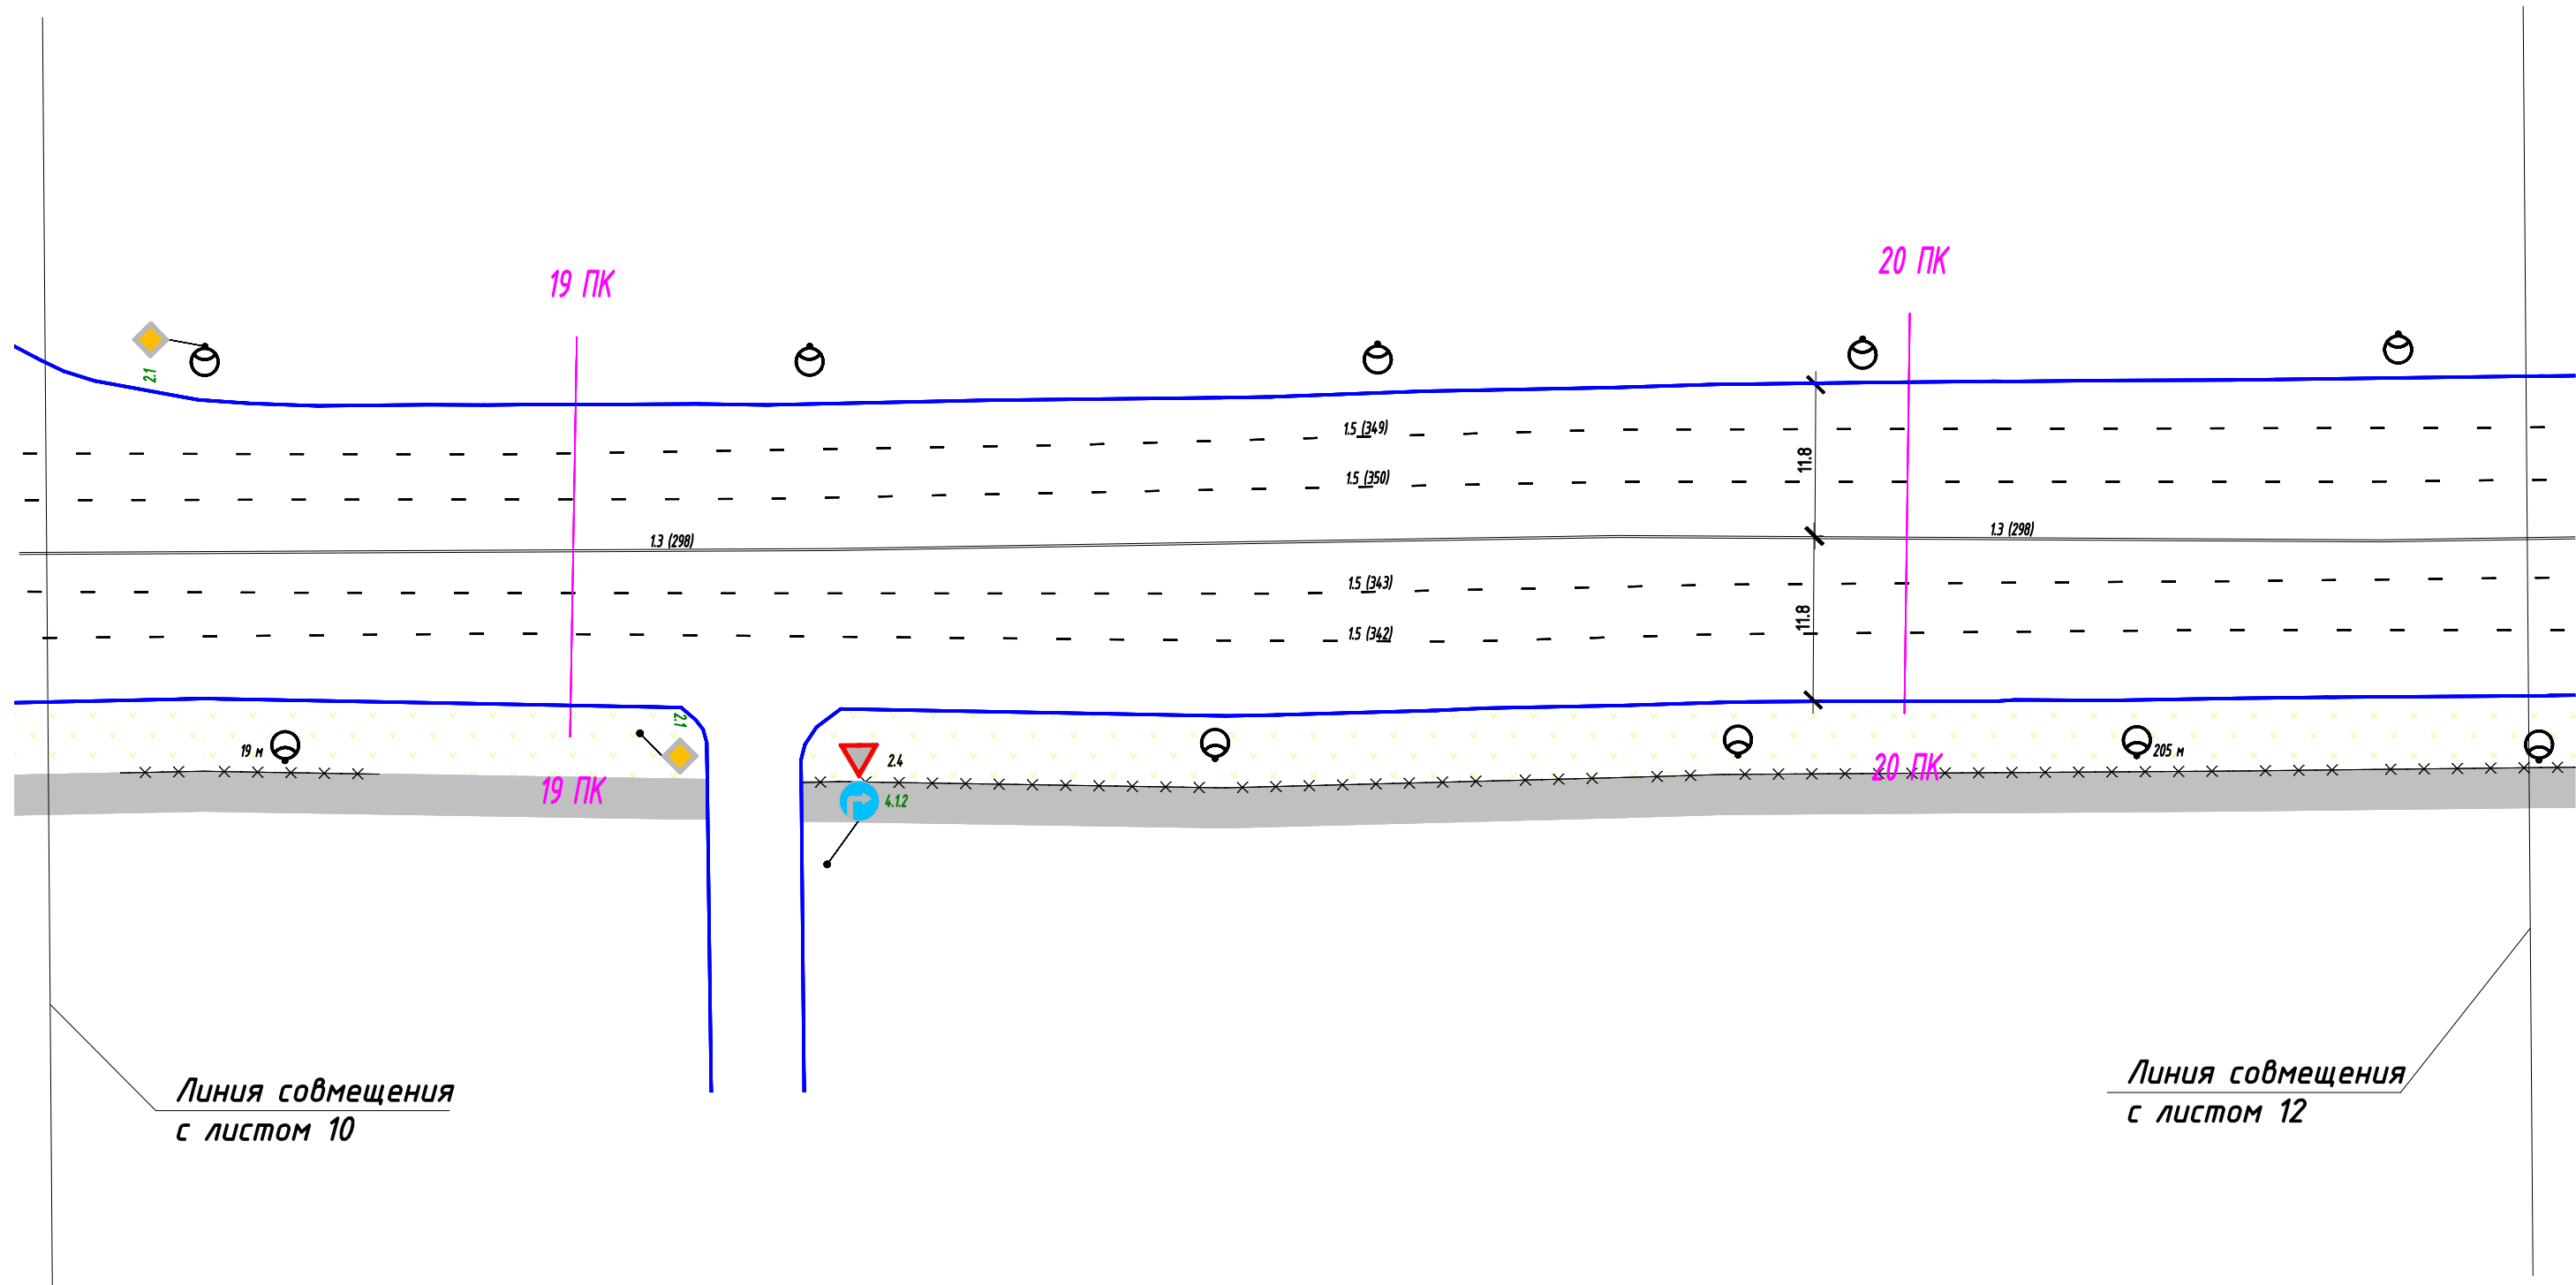 19 ПК
20 ПК
2.1
1.5 (349)
11.8
1.5 (350)
1.3 (298)
1.3 (298)
1.5 (343)
11.8
1.5 (342)
2.1
19 м
2.4
205 м
19 ПК
20 ПК
4.1.2
Линия совмещения
с листом 10
Линия совмещения
с листом 12